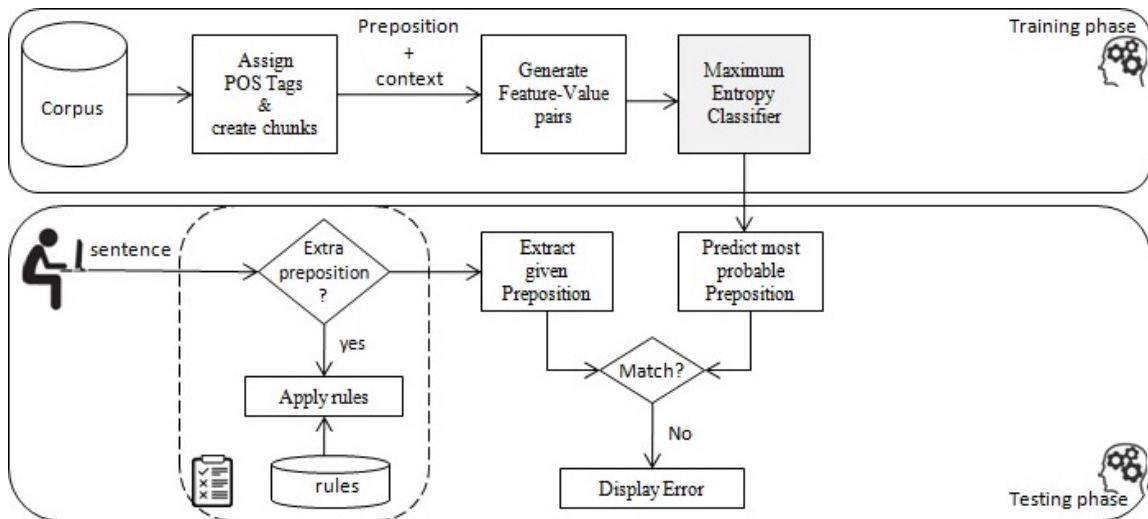 Training phase
Corpus
Assign
POS Tags
&
create chunks
Preposition
+
context
Generate
Feature-Value
pairs
Maximum
Entropy
Classifier
sentence
Extra
preposition
?
yes
Apply rules
rules
Extract
given
Preposition
Predict most
probable
Preposition
Match?
No
Display Error
Testing phase